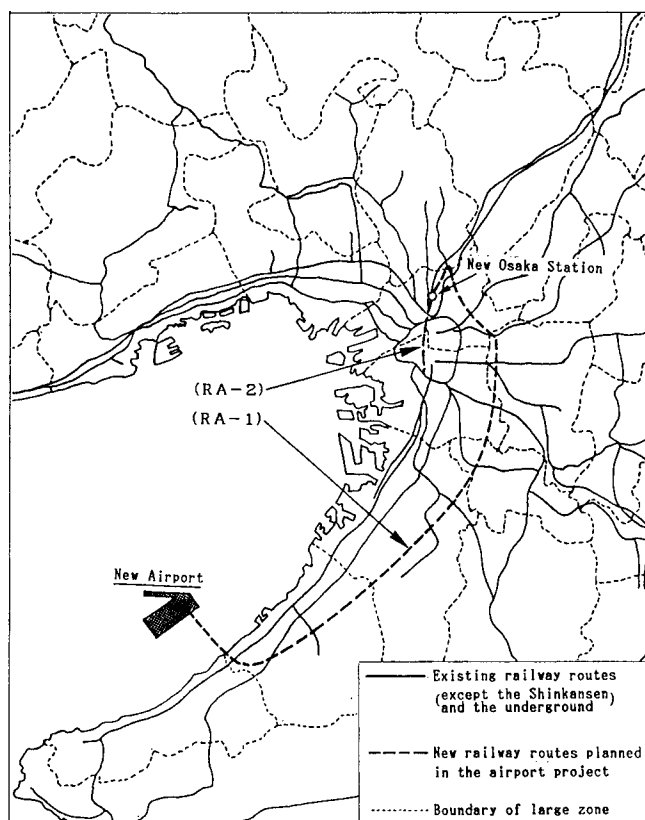 New Osaka Station
(RA-2)
(RA-1)
New Airport
Existing railway routes
(except the Shinkansen)
and the underground
New railway routes planned
in the airport project
Boundary of large zone